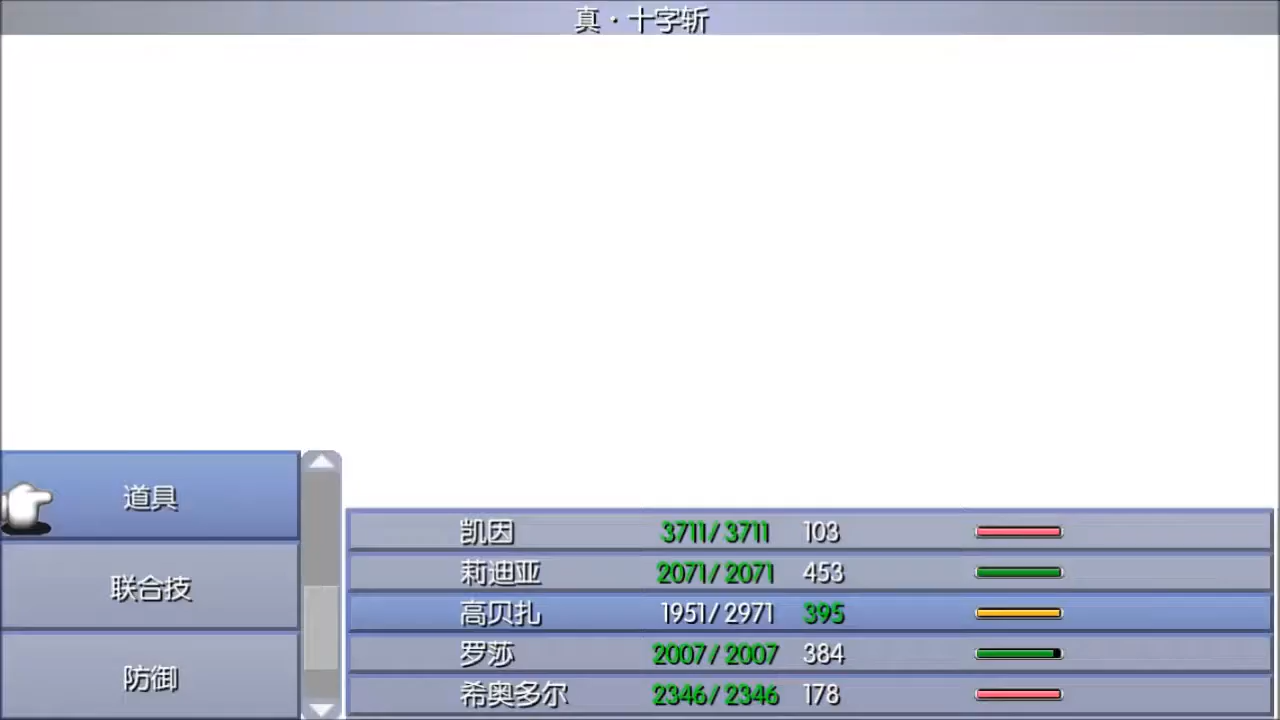 真·十字斩
道具
联合技
防御
凯因 3711/3711 103
莉迪亚 2071/2071 453
高贝扎 1951/2971 395
罗莎 2007/2007 384
希奥多尔 2346/2346 178